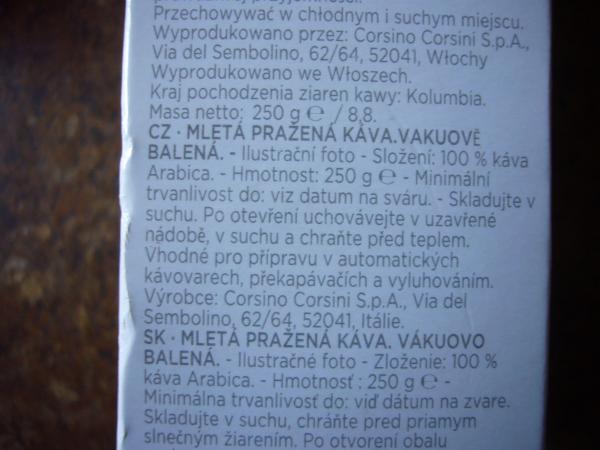 prawdziwej przyjemności.
Przechowywać w chłodnym i suchym miejscu.
Wyprodukowano przez: Corsino Corsini S.p.A.,
Via del Sembolino, 62/64, 52041, Włochy
Wyprodukowano we Włoszech.
Kraj pochodzenia ziaren kawy: Kolumbia.
Masa netto: 250 g ℮ / 8,8.
CZ · MLETÁ PRAŽENÁ KÁVA.VAKUOVĚ
BALENÁ. - Ilustrační foto - Složení: 100 % káva
Arabica. - Hmotnost: 250 g ℮ - Minimální
trvanlivost do: viz datum na sváru. - Skladujte v
suchu. Po otevření uchovávejte v uzavřené
nádobě, v suchu a chraňte před teplem.
Vhodné pro přípravu v automatických
kávovarech, překapávačích a vyluhováním.
Výrobce: Corsino Corsini S.p.A., Via del
Sembolino, 62/64, 52041, Itálie.
SK · MLETÁ PRAŽENÁ KÁVA. VÁKUOVO
BALENÁ. - Ilustračné foto - Zloženie: 100 %
káva Arabica. - Hmotnosť : 250 g ℮ -
Minimálna trvanlivosť do: viď dátum na zvare.
Skladujte v suchu, chráňte pred priamym
slnečným žiarením. Po otvorení obalu